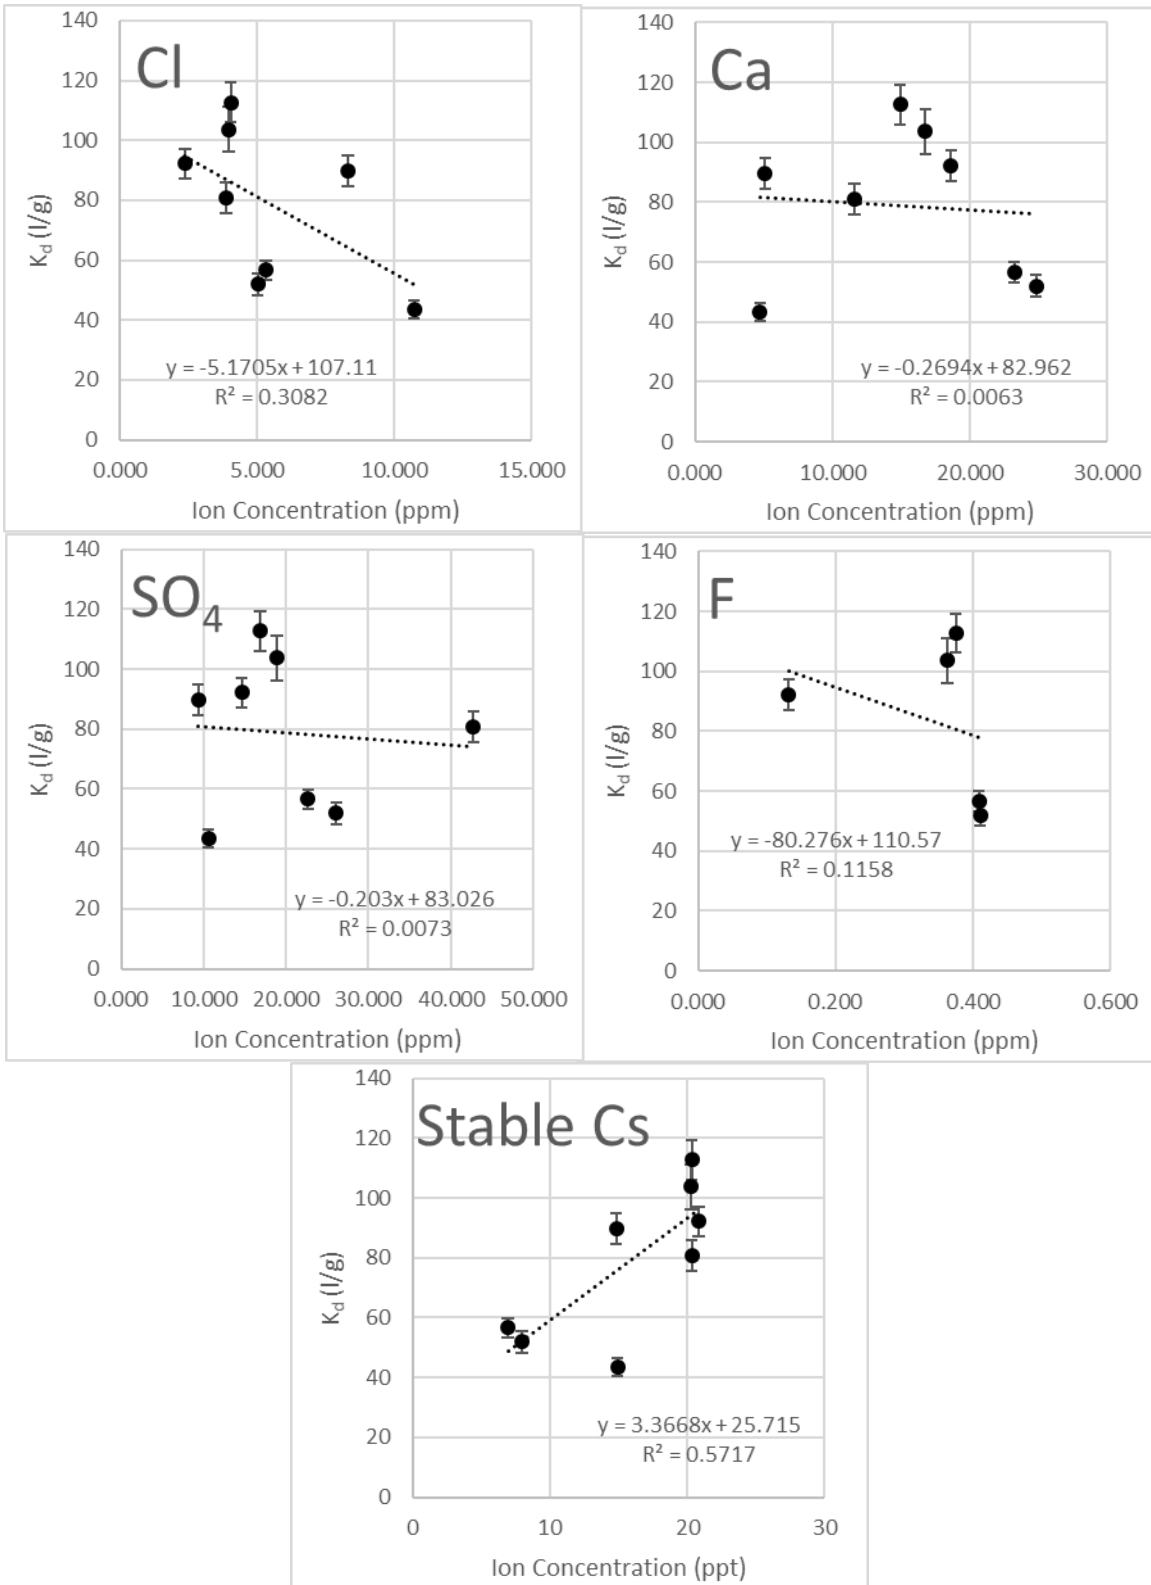 Cl
140
120
100
80
60
40
20
0
K_d (l/g)
y = -5.1705x + 107.11
R² = 0.3082
0.000 5.000 10.000 15.000
Ion Concentration (ppm)
Ca
140
120
100
80
60
40
20
0
K_d (l/g)
y = -0.2694x + 82.962
R² = 0.0063
0.000 10.000 20.000 30.000
Ion Concentration (ppm)
SO₄
140
120
100
80
60
40
20
0
K_d (l/g)
y = -0.203x + 83.026
R² = 0.0073
0.000 10.000 20.000 30.000 40.000 50.000
Ion Concentration (ppm)
F
140
120
100
80
60
40
20
0
K_d (l/g)
y = -80.276x + 110.57
R² = 0.1158
0.000 0.200 0.400 0.600
Ion Concentration (ppm)
Stable Cs
140
120
100
80
60
40
20
0
K_d (l/g)
y = 3.3668x + 25.715
R² = 0.5717
0 10 20 30
Ion Concentration (ppt)